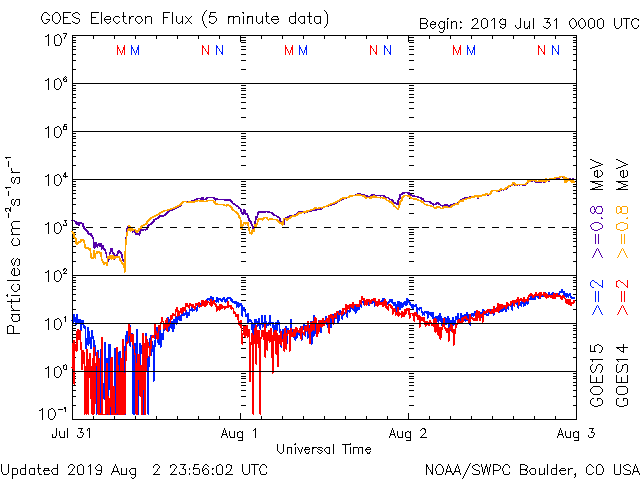 GOES Electron Flux (5 minute data)
Begin: 2019 Jul 31 0000 UTC
10⁷
M M N N M M N N M M N N
10⁶
10⁵
10⁴
10³
10²
10¹
10⁰
10⁻¹
Particles cm⁻²s⁻¹sr⁻¹
Jul 31 Aug 1 Aug 2 Aug 3
Universal Time
GOES15 >=2 >=0.8 MeV
GOES14 >=2 >=0.8 MeV
Updated 2019 Aug 2 23:56:02 UTC
NOAA/SWPC Boulder, CO USA